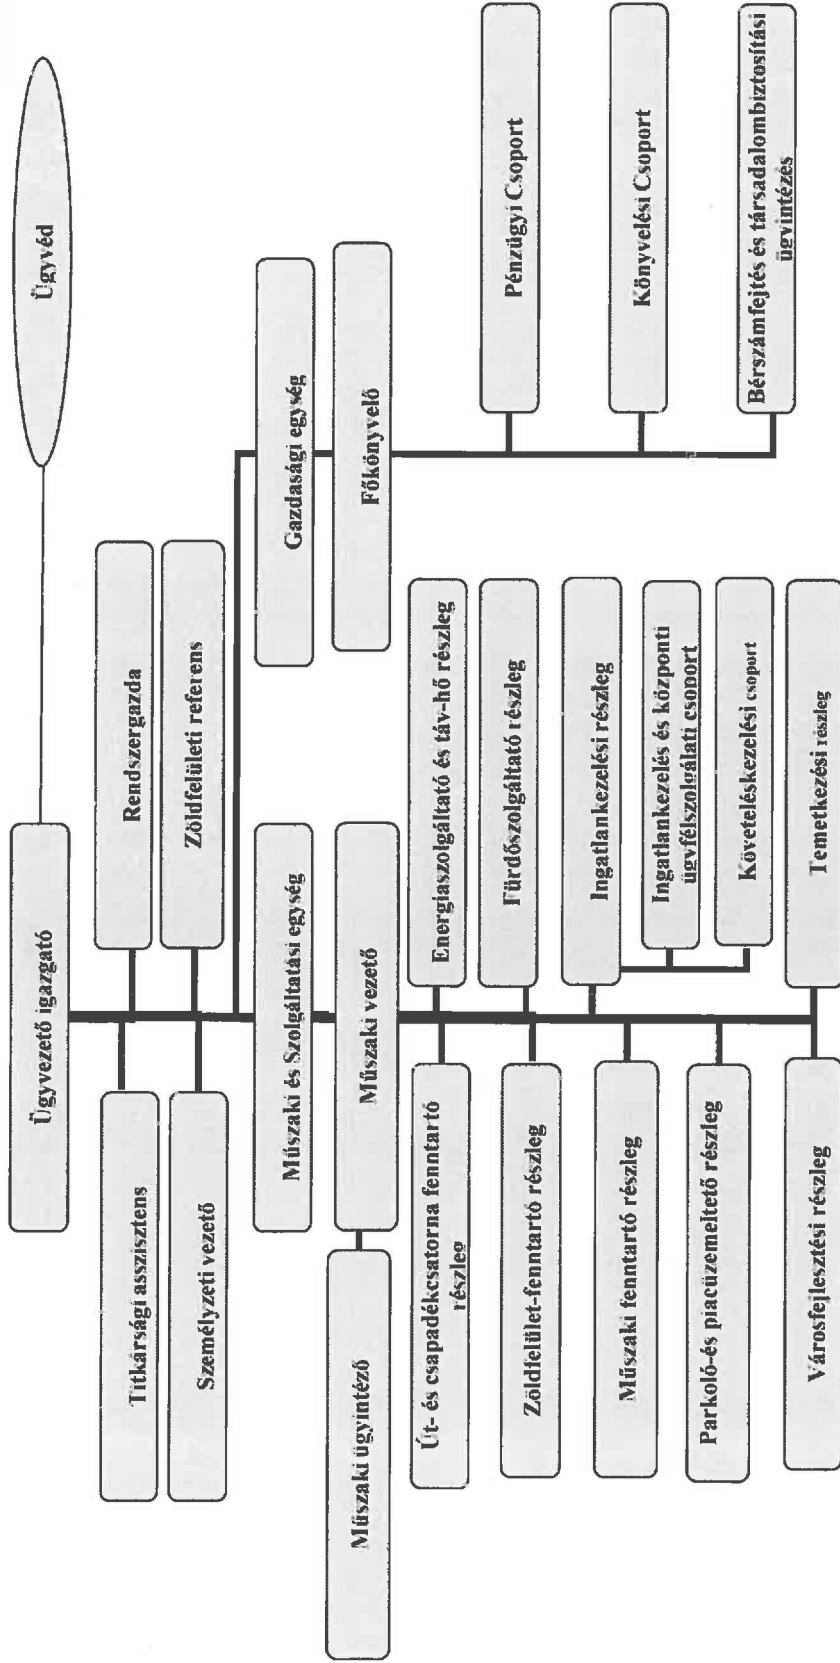 Ügyvéd
Ügyvezető igazgató
Rendszergazda
Titkársági asszisztens
Zöldfelületi referens
Személyzeti vezető
Gazdasági egység
Műszaki és Szolgáltatási egység
Főkönyvelő
Műszaki vezető
Műszaki ügyintéző
Energiaszolgáltató és táv-hő részleg
Út- és csapadékcsatorna fenntartó
részleg
Pénzügyi Csoport
Fürdőszolgáltató részleg
Zöldfelület-fenntartó részleg
Ingatlankezelési részleg
Műszaki fenntartó részleg
Könyvelési Csoport
Ingatlankezelés és központi
ügyfélszolgálati csoport
Követeléskezelési csoport
Parkoló-és piacüzemeltető részleg
Bérszámfejtés és társadalombiztosítási
ügyintézés
Temetkezési részleg
Városfejlesztési részleg